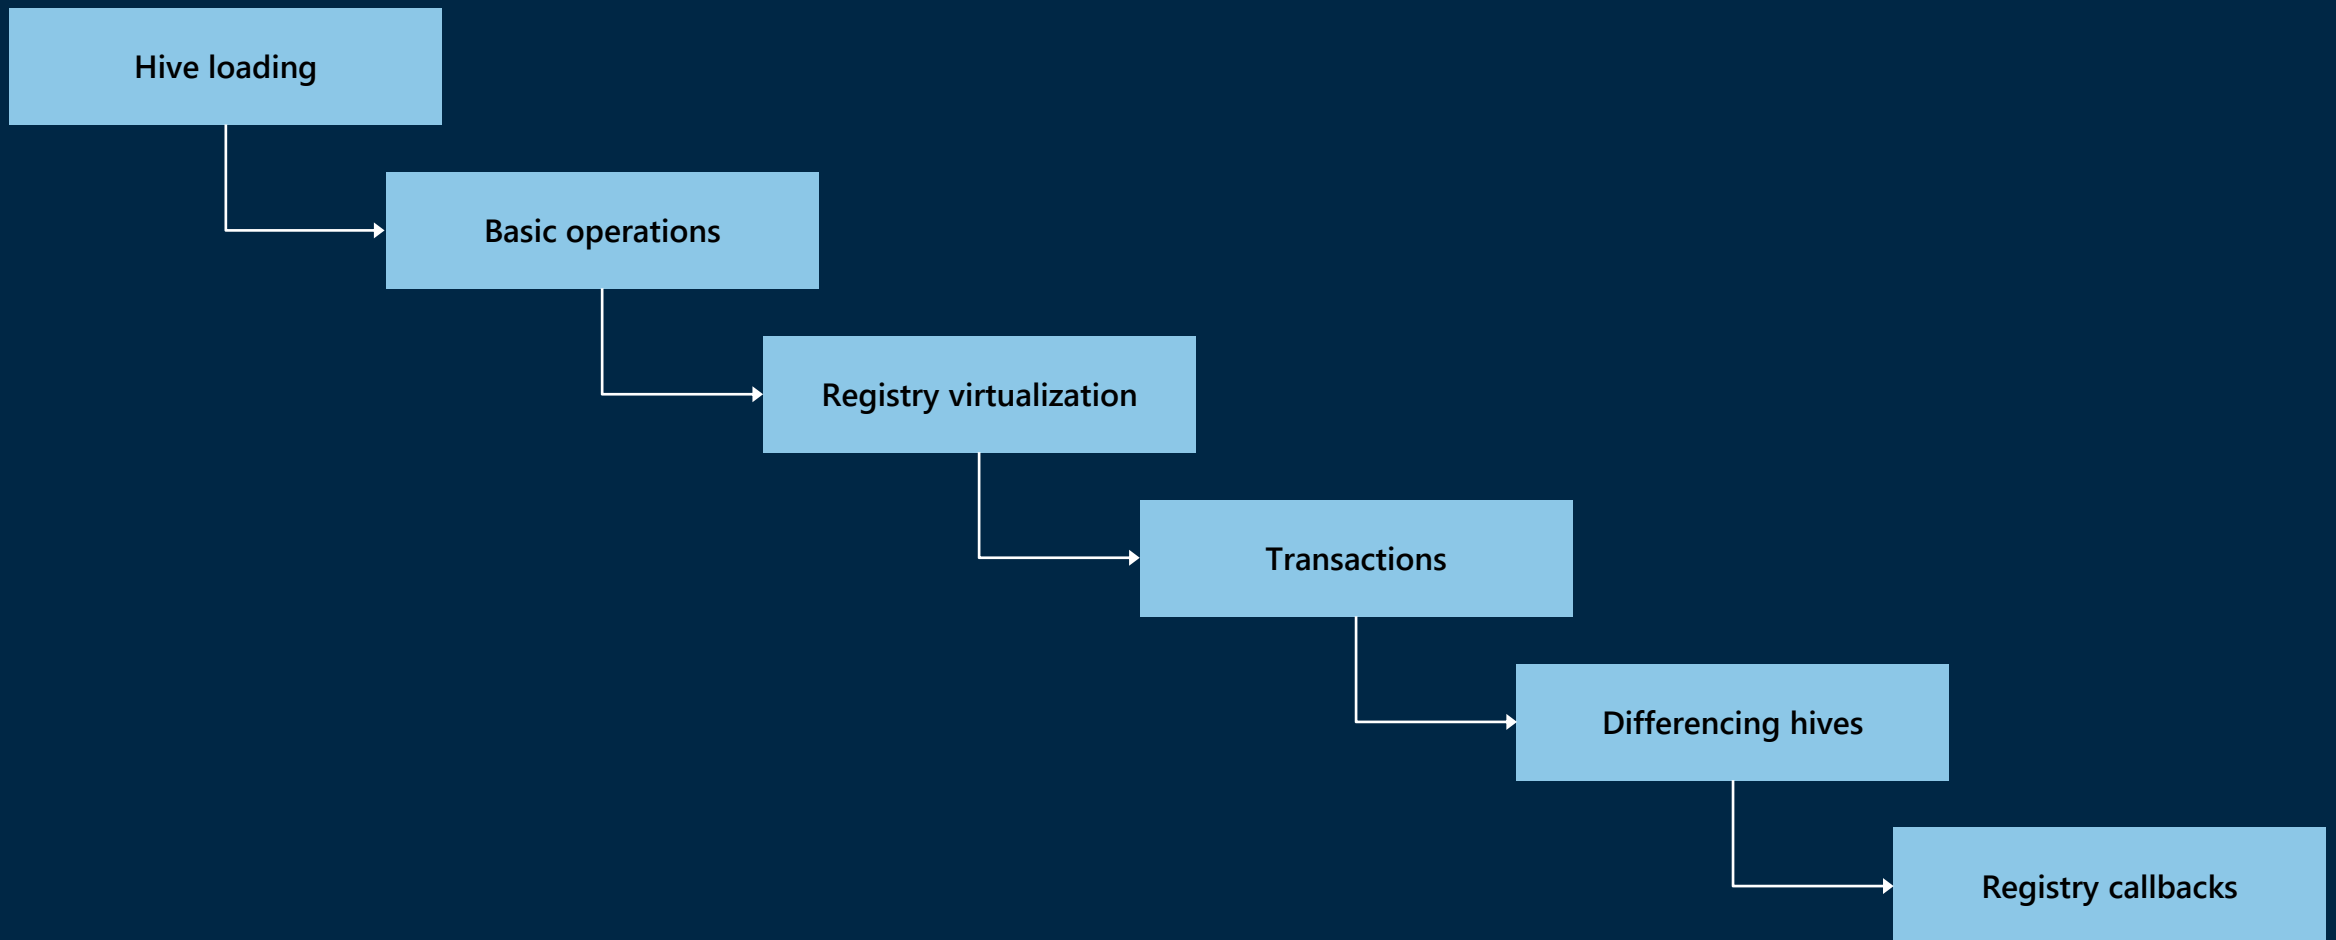 Hive loading
Basic operations
Registry virtualization
Transactions
Differencing hives
Registry callbacks